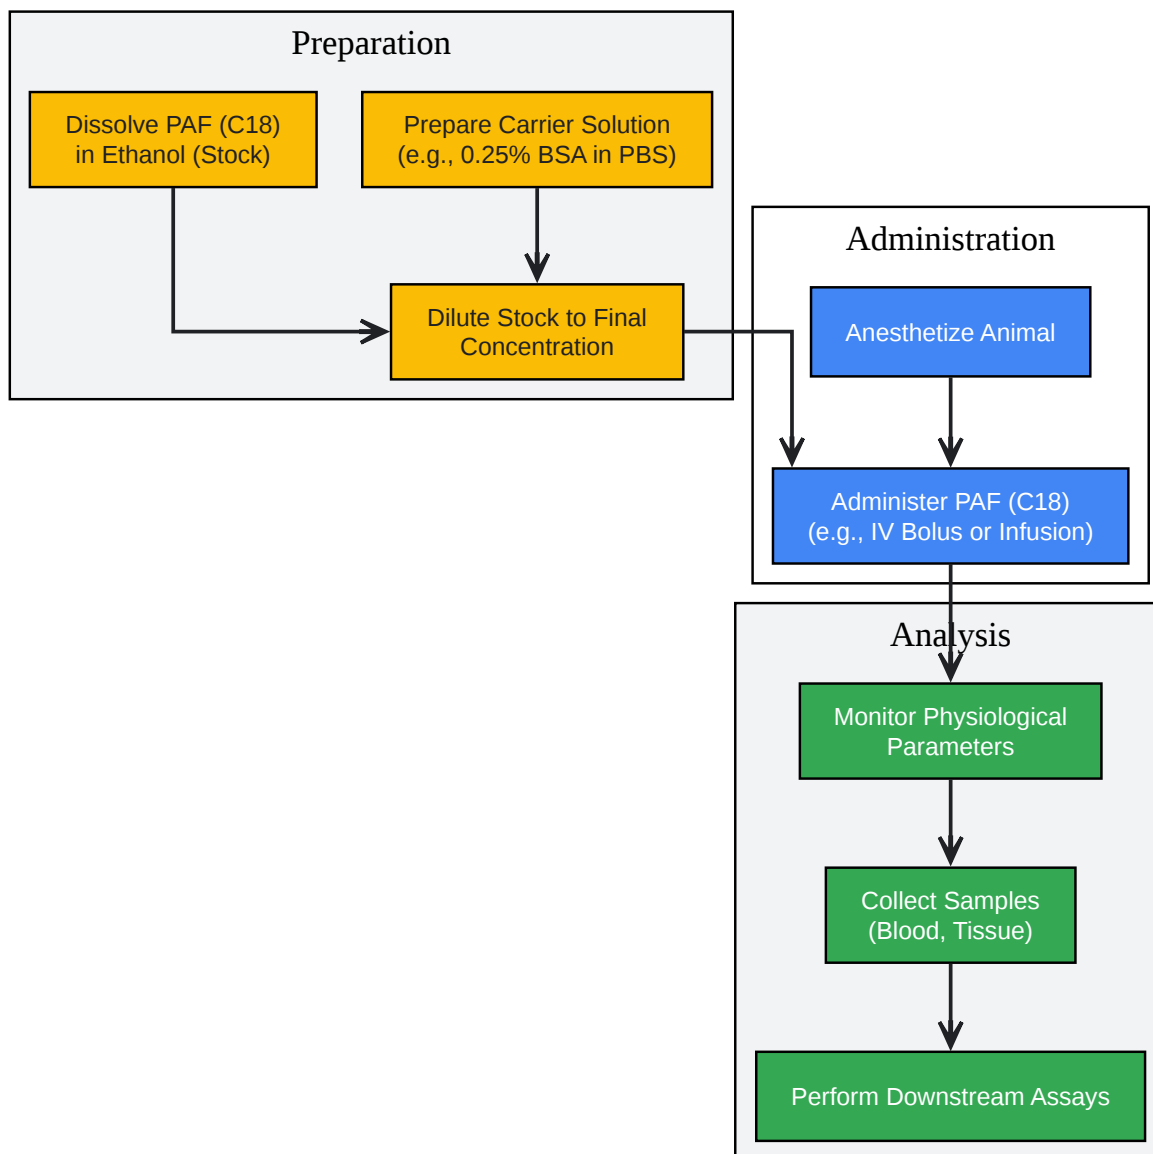 Preparation
Dissolve PAF (C18)
in Ethanol (Stock)
Prepare Carrier Solution
(e.g., 0.25% BSA in PBS)
Dilute Stock to Final
Concentration
Administration
Anesthetize Animal
Administer PAF (C18)
(e.g., IV Bolus or Infusion)
Analysis
Monitor Physiological
Parameters
Collect Samples
(Blood, Tissue)
Perform Downstream Assays